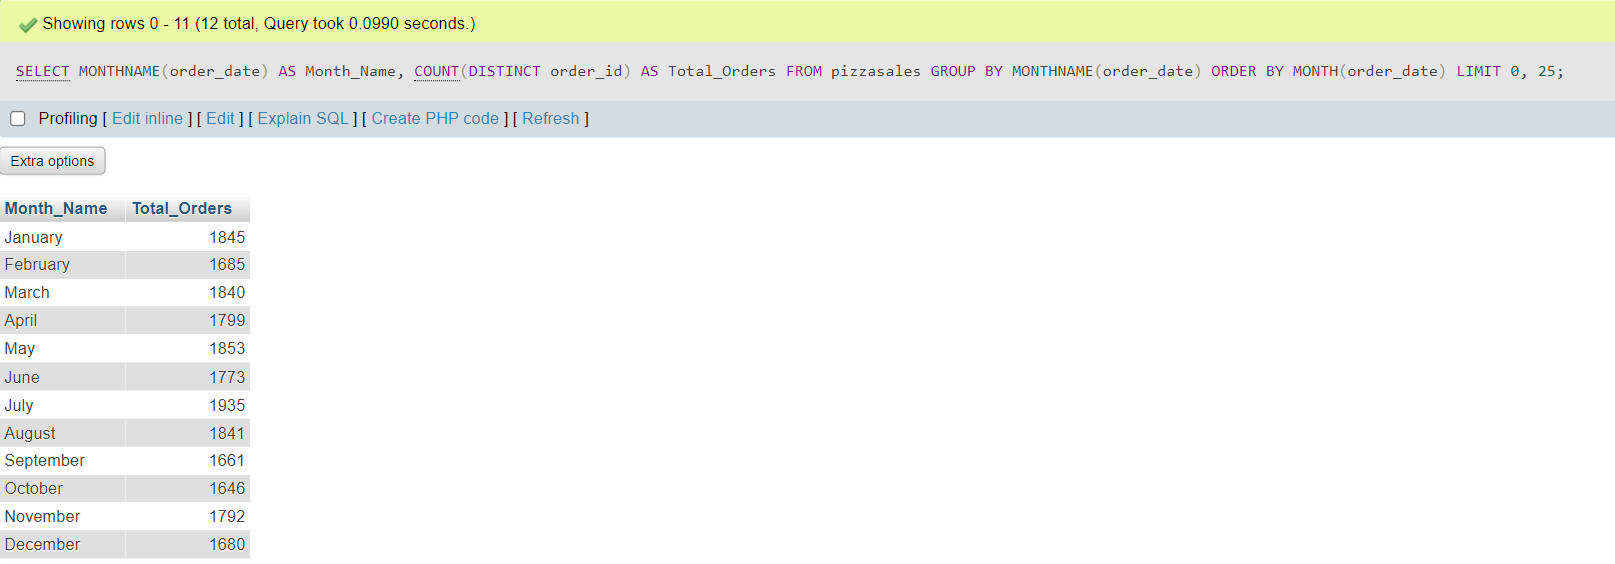 Showing rows 0 - 11 (12 total, Query took 0.0990 seconds.)
SELECT MONTHNAME(order_date) AS Month_Name, COUNT(DISTINCT order_id) AS Total_Orders FROM pizzasales GROUP BY MONTHNAME(order_date) ORDER BY MONTH(order_date) LIMIT 0, 25;
Profiling [ Edit inline ] [ Edit ] [ Explain SQL ] [ Create PHP code ] [ Refresh ]
Extra options
Month_Name Total_Orders
January 1845
February 1685
March 1840
April 1799
May 1853
June 1773
July 1935
August 1841
September 1661
October 1646
November 1792
December 1680